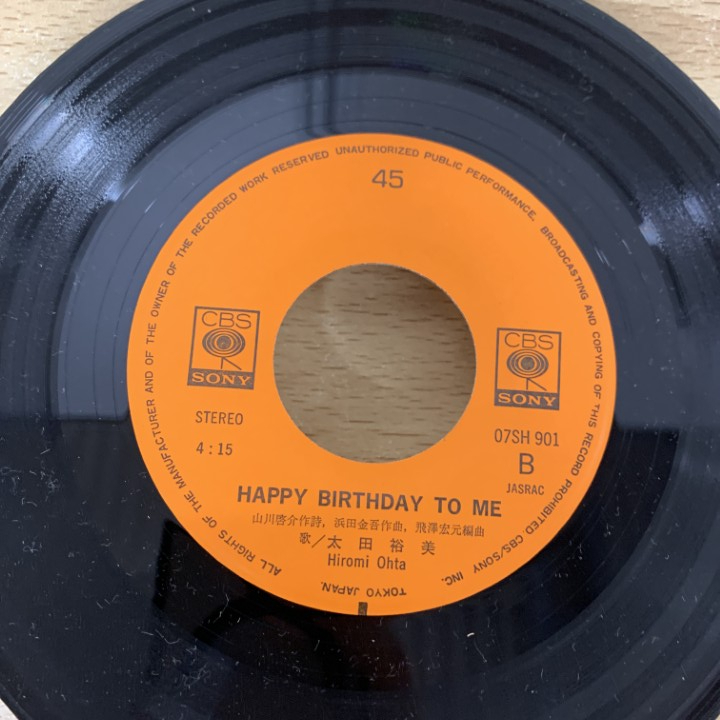 ALL RIGHTS OF THE MANUFACTURER AND OF THE OWNER OF THE RECORDED WORK RESERVED UNAUTHORIZED PUBLIC PERFORMANCE, BROADCASTING AND COPYING OF THIS RECORD PROHIBITED. CBS/SONY INC. TOKYO JAPAN.
45
CBS
SONY
CBS
SONY
STEREO
4:15
07SH 901
B
JASRAC
HAPPY BIRTHDAY TO ME
山川啓介作詩, 浜田金吾作曲, 飛澤宏元編曲
歌/太田裕美
Hiromi Ohta